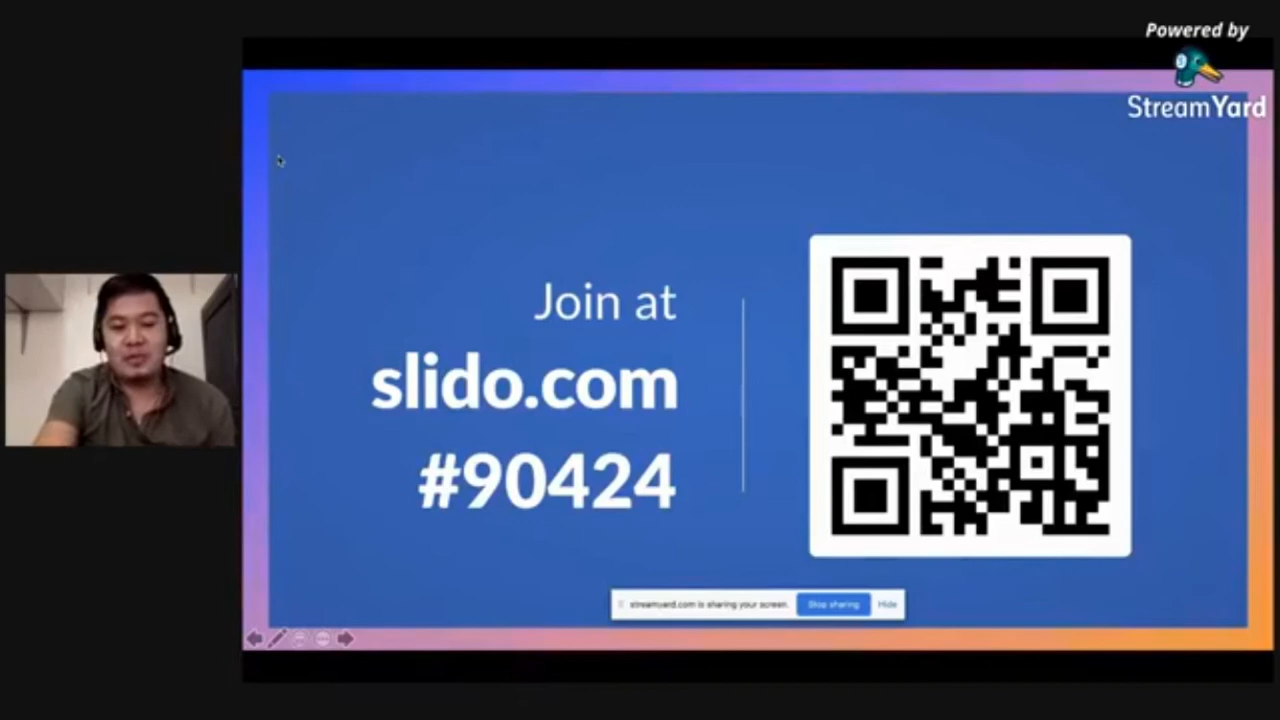 Powered by
StreamYard
Join at
slido.com
#90424
streamyard.com is sharing your screen.
Stop sharing
Hide